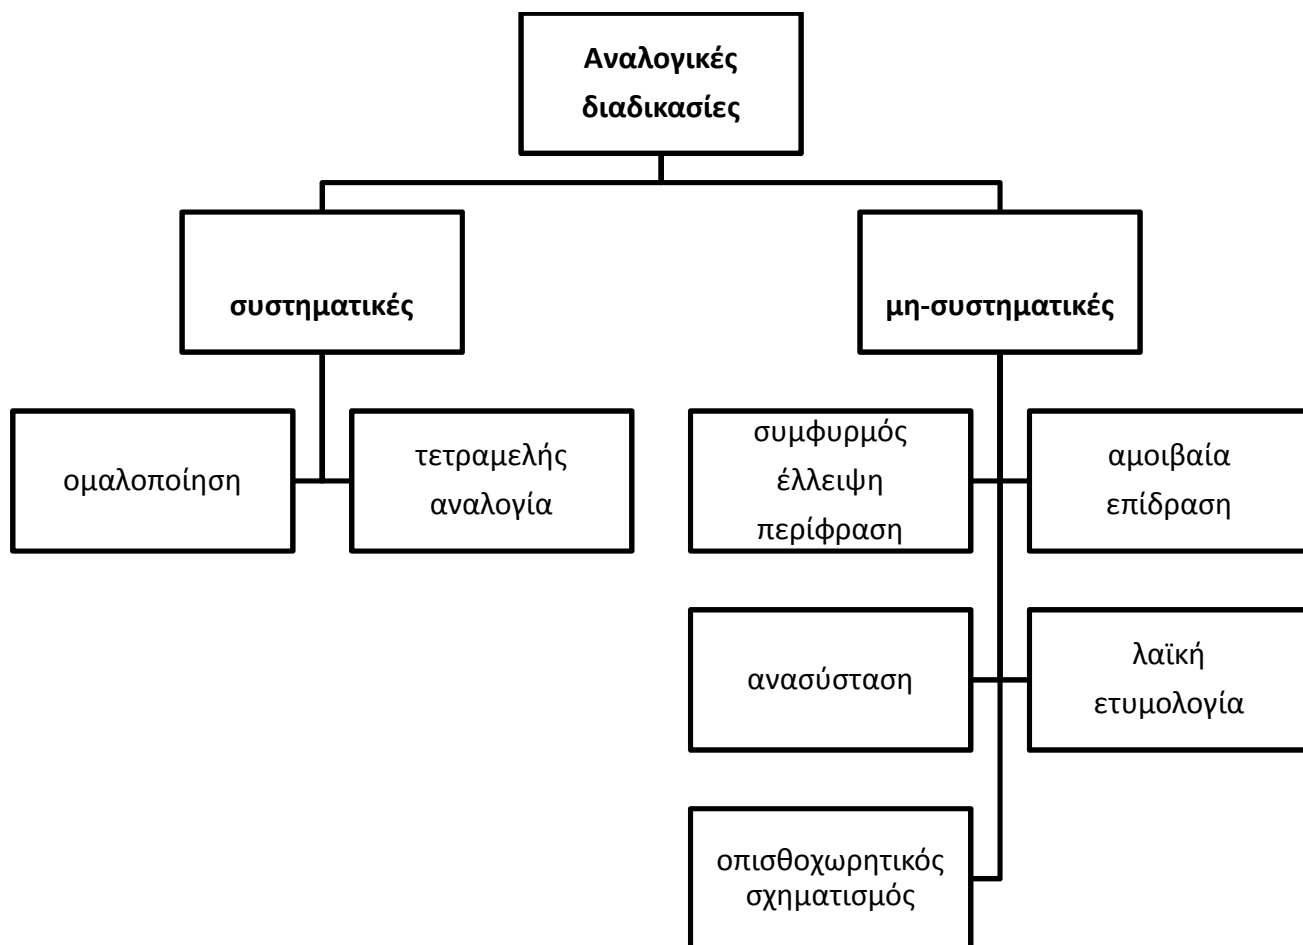 Αναλογικές
διαδικασίες
συστηματικές
μη-συστηματικές
ομαλοποίηση
τετραμελής
αναλογία
συμφυρμός
έλλειψη
περίφραση
αμοιβαία
επίδραση
ανασύσταση
λαϊκή
ετυμολογία
οπισθοχωρητικός
σχηματισμός